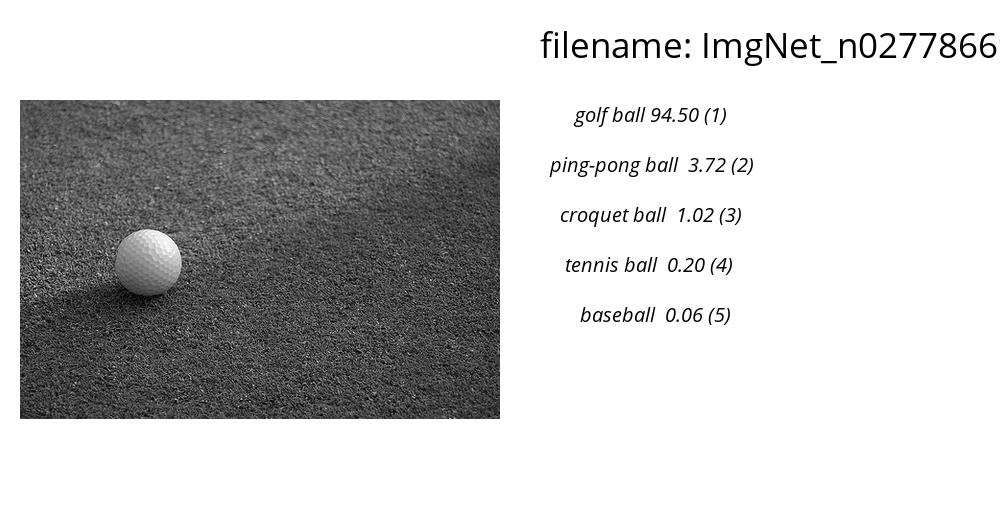 filename: ImgNet_n0277866
golf ball 94.50 (1)
ping-pong ball 3.72 (2)
croquet ball 1.02 (3)
tennis ball 0.20 (4)
baseball 0.06 (5)